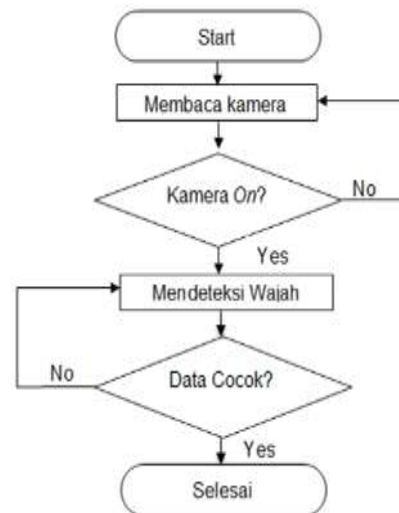 Start
Membaca kamera
Kamera On?
No
Yes
Mendeteksi Wajah
No
Data Cocok?
Yes
Selesai